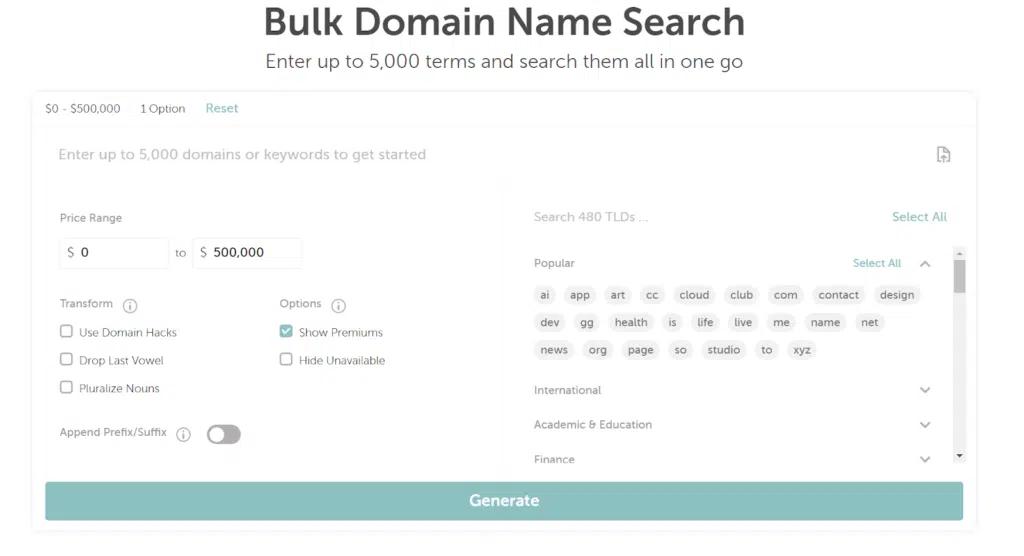 Bulk Domain Name Search
Enter up to 5,000 terms and search them all in one go
$0 - $500,000 1 Option Reset
Enter up to 5,000 domains or keywords to get started
Price Range
$ 0 to $ 500,000
Transform Options
Use Domain Hacks Show Premiums
Drop Last Vowel Hide Unavailable
Pluralize Nouns
Append Prefix/Suffix
Search 480 TLDs ... Select All
Popular Select All
ai app art cc cloud club com contact design
dev gg health is life live me name net
news org page so studio to xyz
International
Academic & Education
Finance
Generate